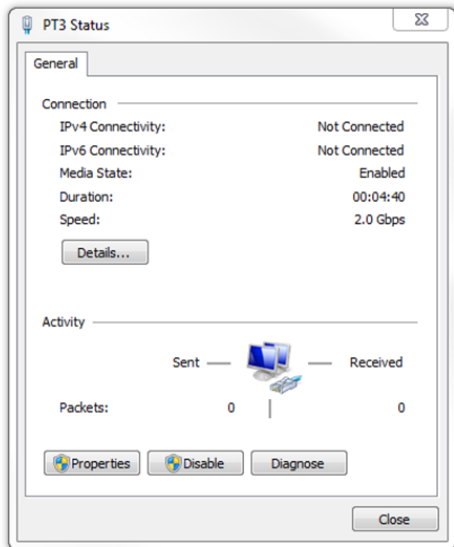 PT3 Status
General
Connection
IPv4 Connectivity: Not Connected
IPv6 Connectivity: Not Connected
Media State: Enabled
Duration: 00:04:40
Speed: 2.0 Gbps
Details...
Activity
Sent Received
Packets: 0 0
Properties Disable Diagnose
Close